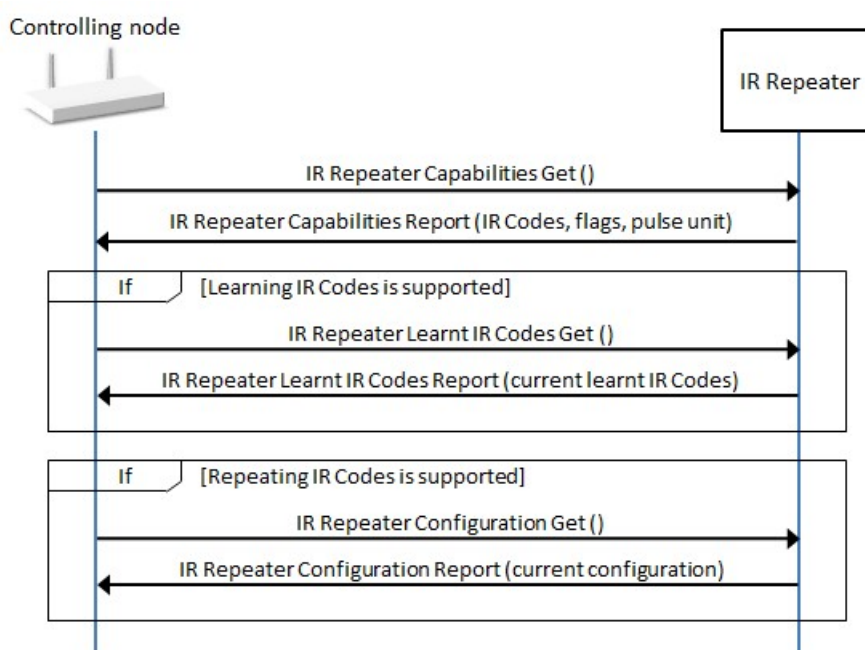 Controlling node
IR Repeater
IR Repeater Capabilities Get ()
IR Repeater Capabilities Report (IR Codes, flags, pulse unit)
If [Learning IR Codes is supported]
IR Repeater Learnt IR Codes Get ()
IR Repeater Learnt IR Codes Report (current learnt IR Codes)
If [Repeating IR Codes is supported]
IR Repeater Configuration Get ()
IR Repeater Configuration Report (current configuration)